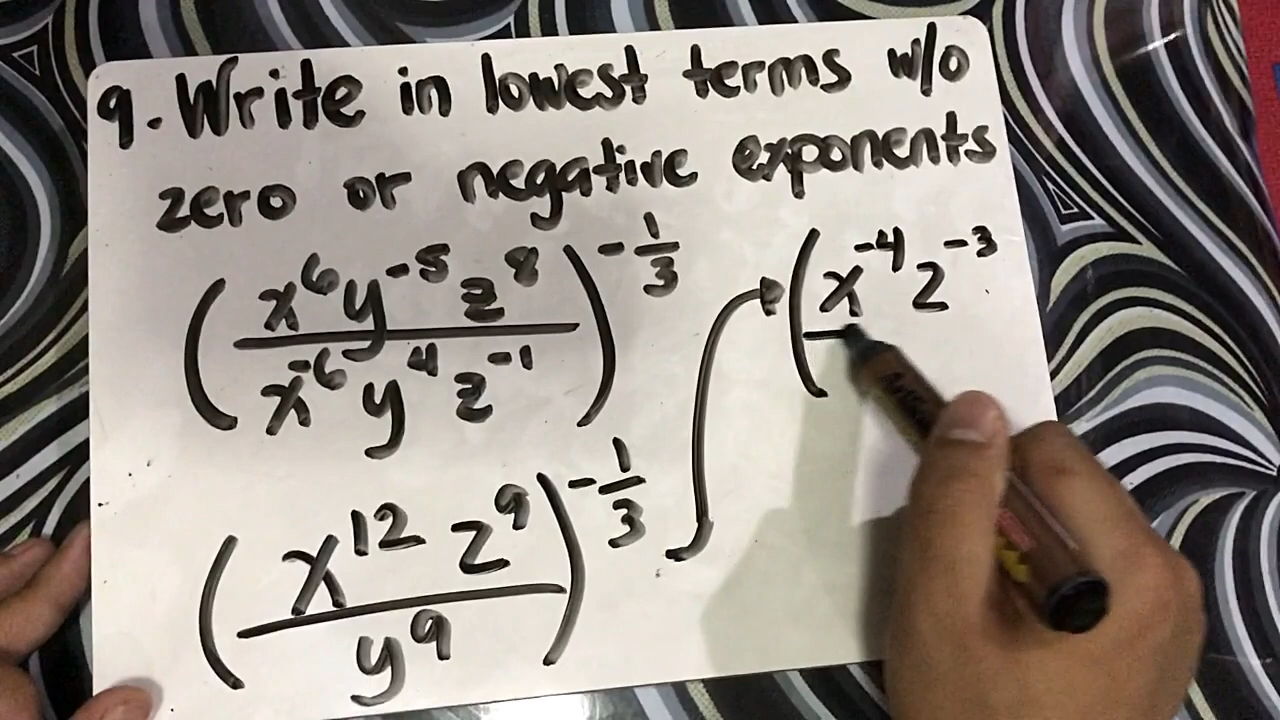 9. Write in lowest terms w/o
zero or negative exponents
(x^6 y^-5 z^8 / x^-6 y^4 z^-1)^-1/3
(x^12 z^9 / y^9)^-1/3
(x^-4 z^-3